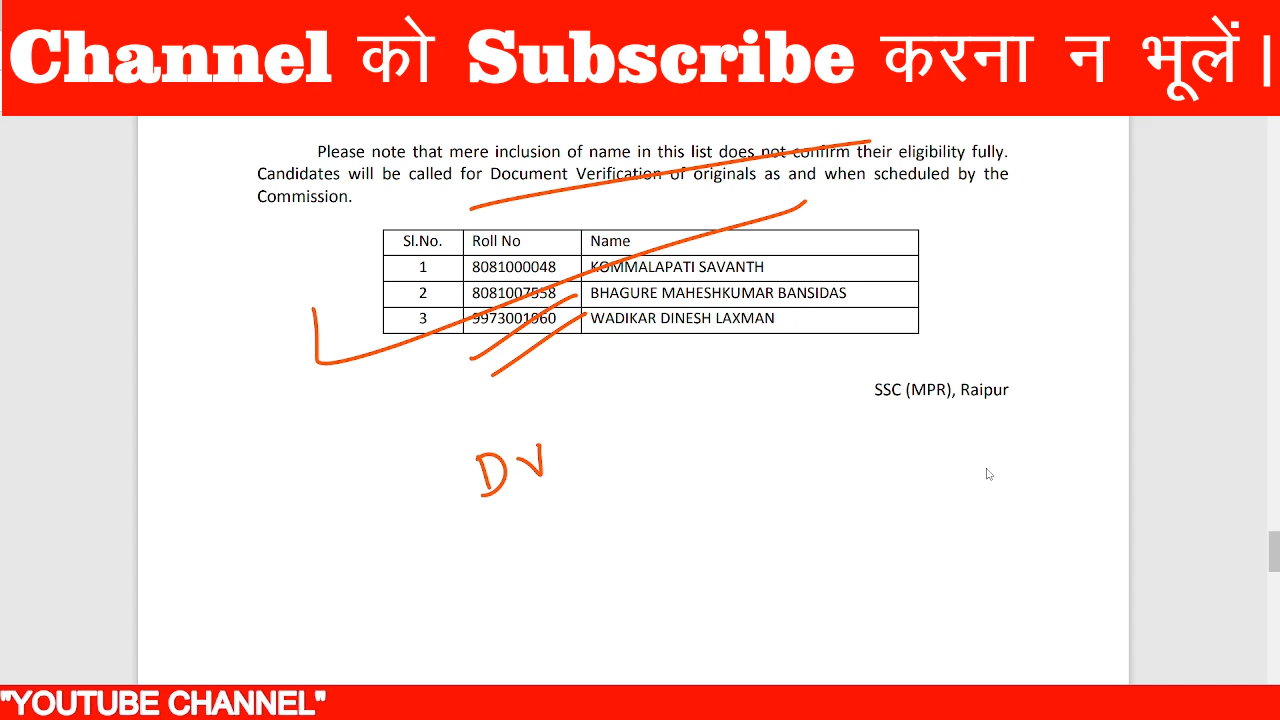 Channel को Subscribe करना न भूलें।
Please note that mere inclusion of name in this list does not confirm their eligibility fully.
Candidates will be called for Document Verification of originals as and when scheduled by the
Commission.
Sl.No. Roll No Name
1 8081000048 KOMMALAPATI SAVANTH
2 8081007558 BHAGURE MAHESHKUMAR BANSIDAS
3 9973001960 WADIKAR DINESH LAXMAN
SSC (MPR), Raipur
DV
"YOUTUBE CHANNEL"